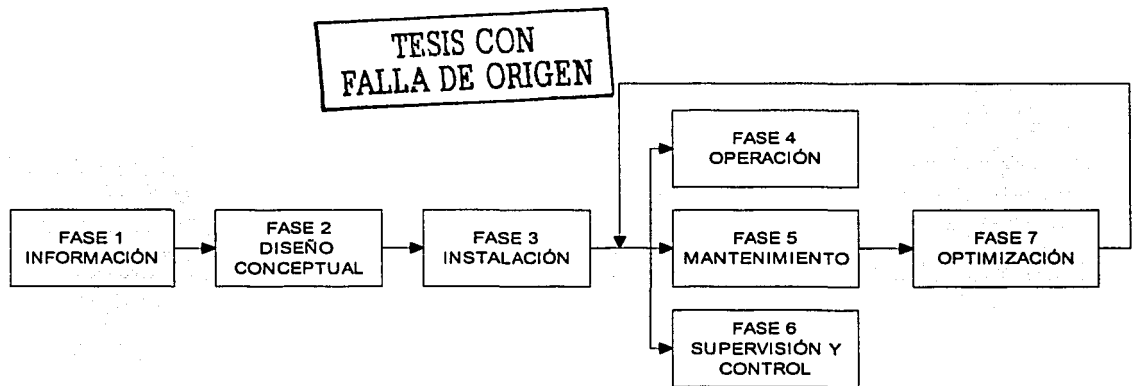 TESIS CON
FALLA DE ORIGEN
FASE 1
INFORMACIÓN
FASE 2
DISEÑO
CONCEPTUAL
FASE 3
INSTALACIÓN
FASE 4
OPERACIÓN
FASE 5
MANTENIMIENTO
FASE 6
SUPERVISIÓN Y
CONTROL
FASE 7
OPTIMIZACIÓN